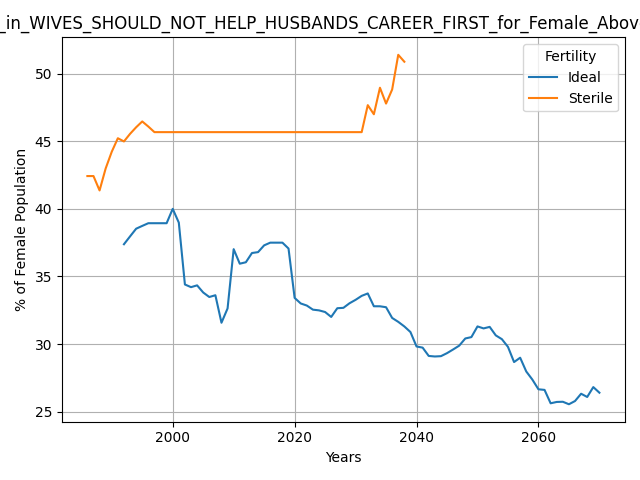 _in_WIVES_SHOULD_NOT_HELP_HUSBANDS_CAREER_FIRST_for_Female_Abov
Fertility
Ideal
Sterile
% of Female Population
50
45
40
35
30
25
2000
2020
2040
2060
Years